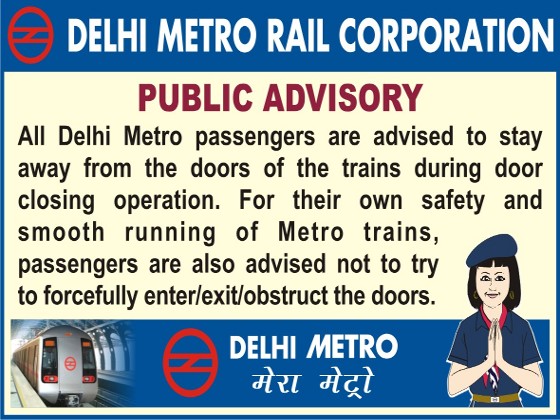 DELHI METRO RAIL CORPORATION
PUBLIC ADVISORY
All Delhi Metro passengers are advised to stay
away from the doors of the trains during door
closing operation. For their own safety and
smooth running of Metro trains,
passengers are also advised not to try
to forcefully enter/exit/obstruct the doors.
DELHI METRO
मेरा मेट्रो